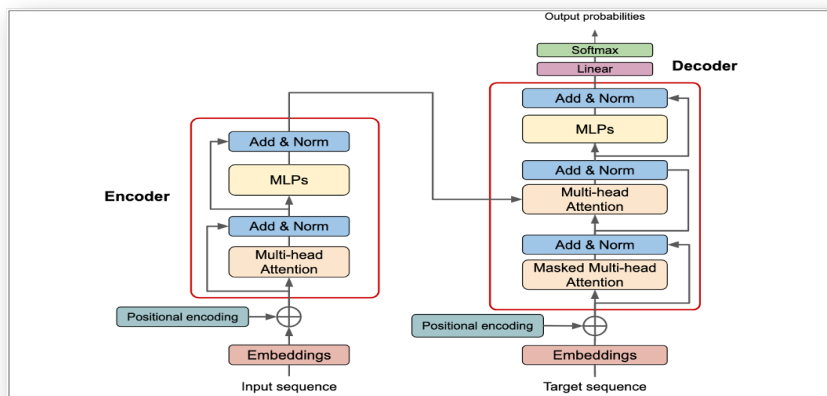 Output probabilities
Softmax
Linear
Decoder
Add & Norm
MLPs
Add & Norm
Multi-head
Attention
Add & Norm
Masked Multi-head
Attention
Positional encoding
Embeddings
Target sequence
Encoder
Add & Norm
MLPs
Add & Norm
Multi-head
Attention
Positional encoding
Embeddings
Input sequence